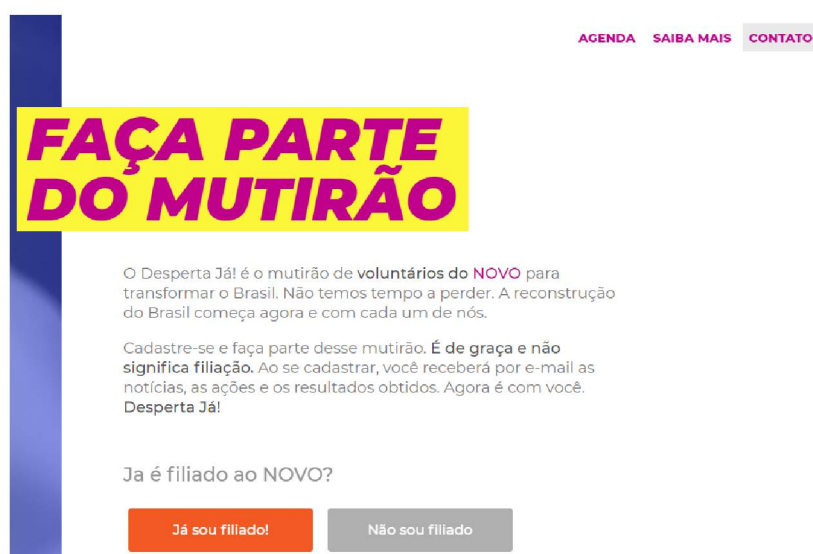 AGENDA SAIBA MAIS CONTATO
FAÇA PARTE
DO MUTIRÃO
O Desperta Já! é o mutirão de voluntários do NOVO para
transformar o Brasil. Não temos tempo a perder. A reconstrução
do Brasil começa agora e com cada um de nós.
Cadastre-se e faça parte desse mutirão. É de graça e não
significa filiação. Ao se cadastrar, você receberá por e-mail as
notícias, as ações e os resultados obtidos. Agora é com você.
Desperta Já!
Ja é filiado ao NOVO?
Já sou filiado! Não sou filiado